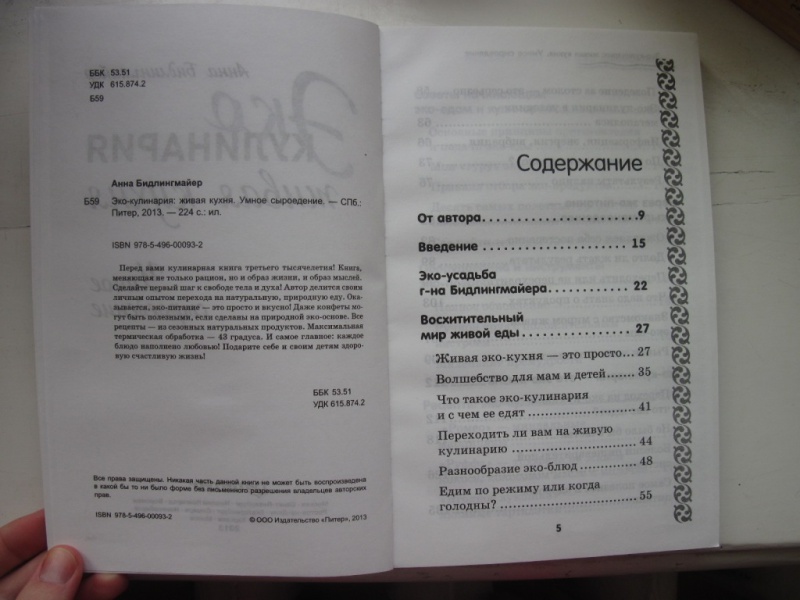 ББК 53.51
УДК 615.874.2
Б59
Анна Бидлингмайер
Б59 Эко-кулинария: живая кухня. Умное сыроедение. — СПб.:
Питер, 2013. — 224 с.: ил.
ISBN 978-5-496-00093-2
Перед вами кулинарная книга третьего тысячелетия! Книга,
меняющая не только рацион, но и образ жизни, и образ мыслей.
Сделайте первый шаг к свободе тела и духа! Автор делится своим
личным опытом перехода на натуральную, природную еду. Ока-
зывается, эко-питание — это просто и вкусно! Даже конфеты мо-
гут быть полезными, если сделаны на природной эко-основе. Все
рецепты — из сезонных натуральных продуктов. Максимальная
термическая обработка — 43 градуса. И самое главное: каждое
блюдо наполнено любовью! Подарите себе и своим детям здоро-
вую счастливую жизнь!
ББК 53.51
УДК 615.874.2
Все права защищены. Никакая часть данной книги не может быть воспроизведена
в какой бы то ни было форме без письменного разрешения владельцев авторских
прав.
ISBN 978-5-496-00093-2
© ООО Издательство «Питер», 2013
Содержание
От автора 9
Введение 15
Эко-усадьба
г-на Бидлингмайера 22
Восхитительный
мир живой еды 27
Живая эко-кухня — это просто 27
Волшебство для мам и детей 35
Что такое эко-кулинария
и с чем ее едят 41
Переходить ли вам на живую
кулинарию 44
Разнообразие эко-блюд 48
Едим по режиму или когда
голодны? 55
5